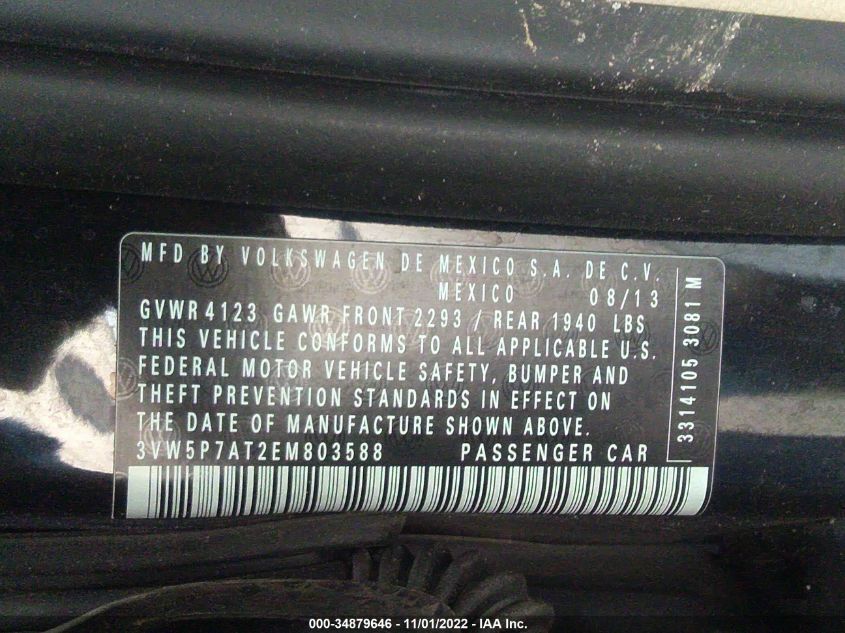 MFD BY VOLKSWAGEN DE MEXICO S.A. DE C.V.
MEXICO 08/13
GVWR 4123 GAWR FRONT 2293 REAR 1940 LBS
THIS VEHICLE CONFORMS TO ALL APPLICABLE U.S.
FEDERAL MOTOR VEHICLE SAFETY, BUMPER AND
THEFT PREVENTION STANDARDS IN EFFECT ON
THE DATE OF MANUFACTURE SHOWN ABOVE.
3VW5P7AT2EM803588 PASSENGER CAR
3314105 3081 M
000-34879646 - 11/01/2022 - IAA Inc.